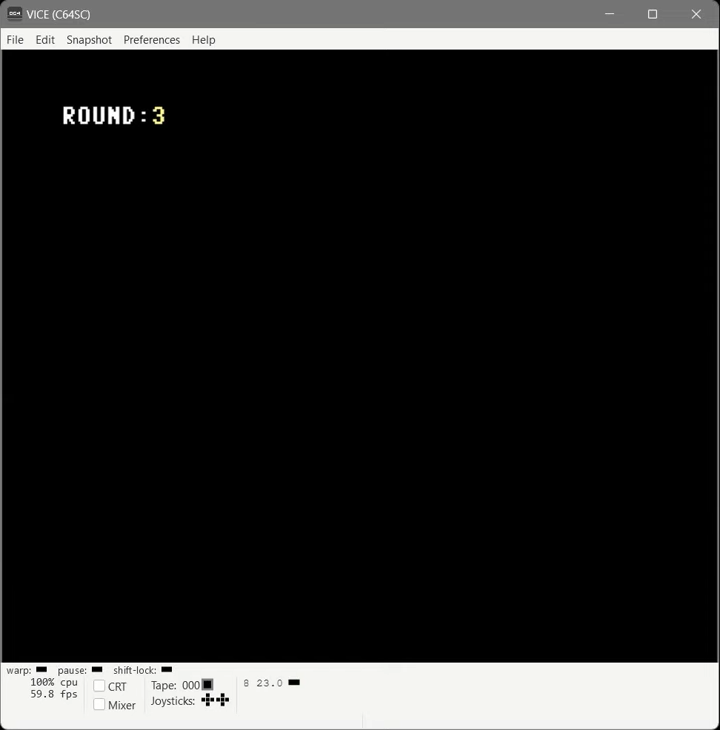 VICE (C64SC)
File Edit Snapshot Preferences Help
ROUND:3
warp: pause: shift-lock:
100% cpu
59.8 fps
CRT
Mixer
Tape: 000
Joysticks:
8 23.0